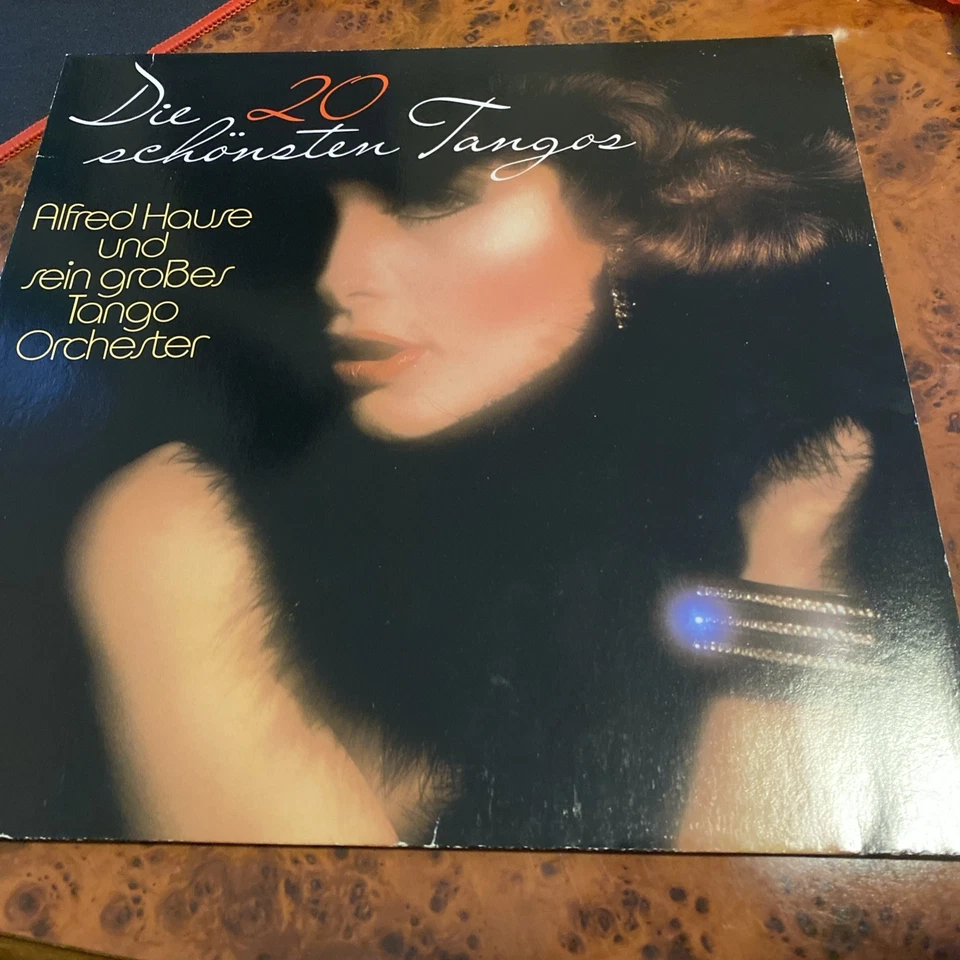 Die 20
schönsten Tangos
Alfred Hause
und
sein großes
Tango
Orchester